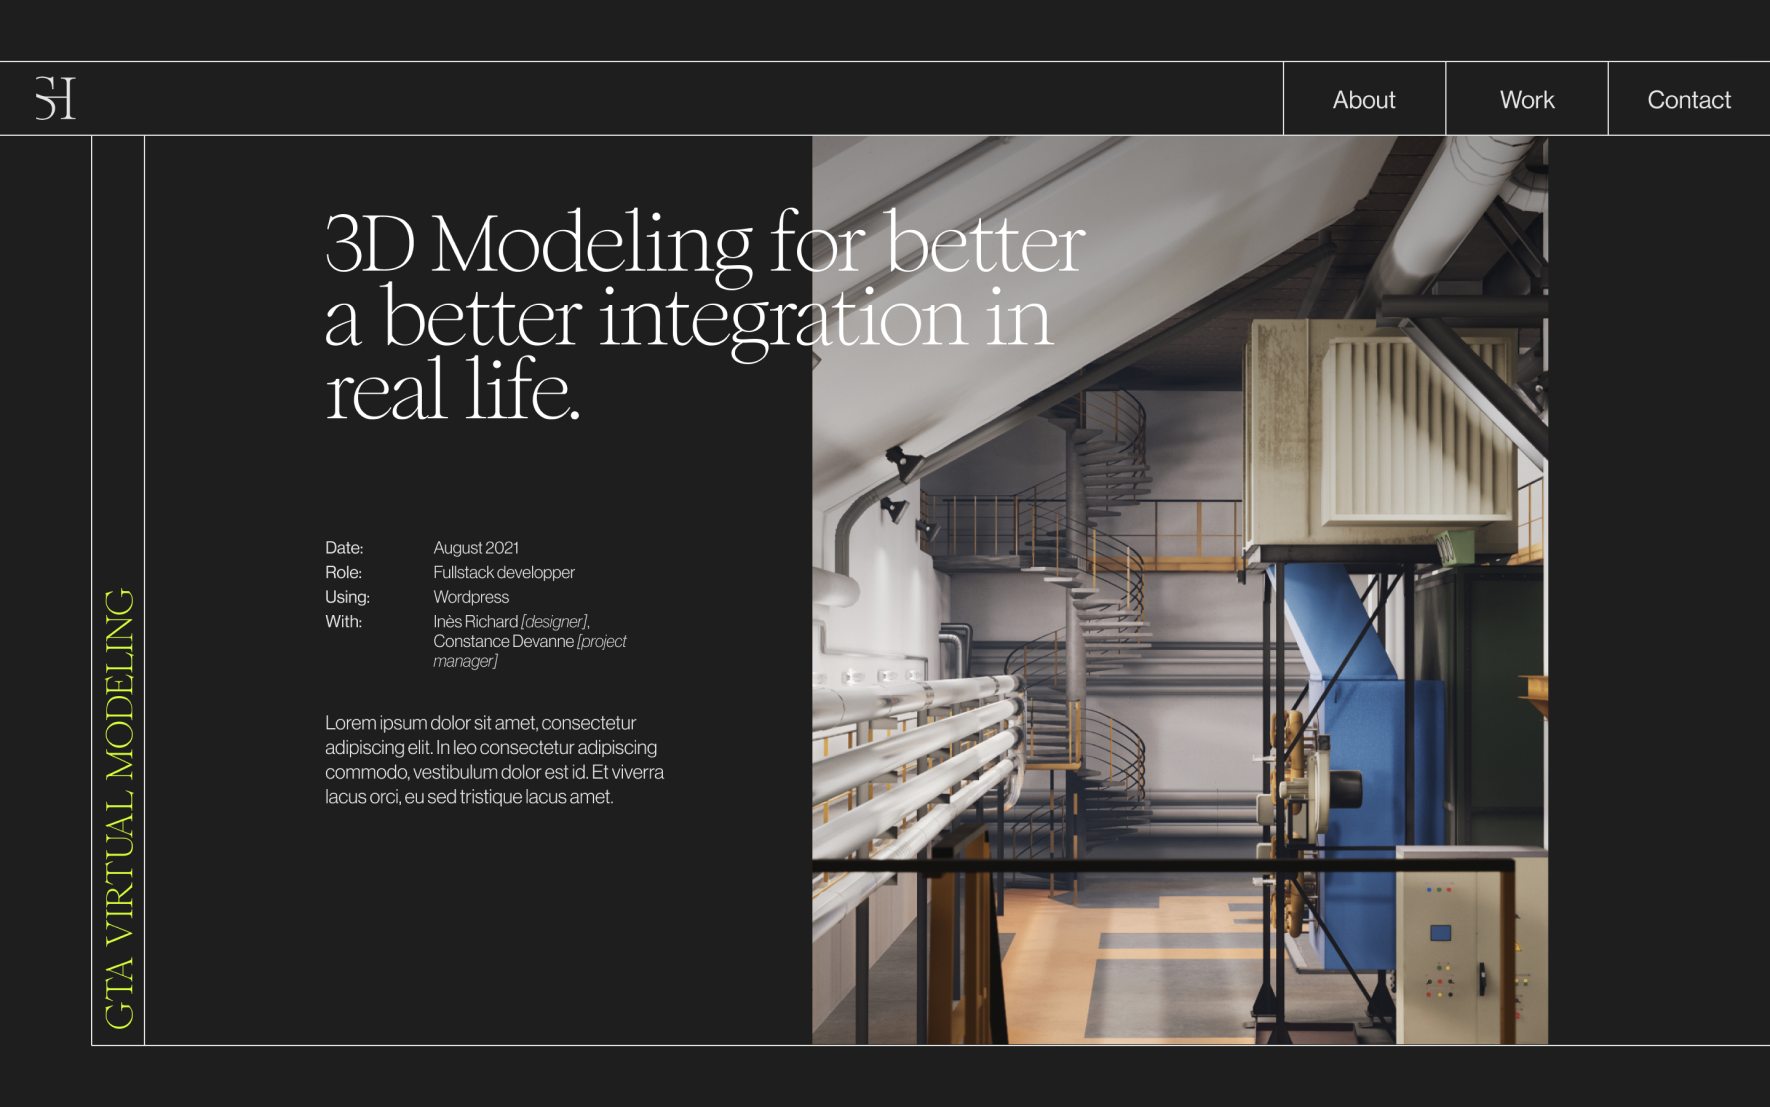 SH
About
Work
Contact
3D Modeling for better
a better integration in
real life.
Date: August 2021
Role: Fullstack developper
Using: Wordpress
With: Inès Richard [designer],
Constance Devanne [project
manager]
Lorem ipsum dolor sit amet, consectetur
adipiscing elit. In leo consectetur adipiscing
commodo, vestibulum dolor est id. Et viverra
lacus orci, eu sed tristique lacus amet.
GTA VIRTUAL MODELING